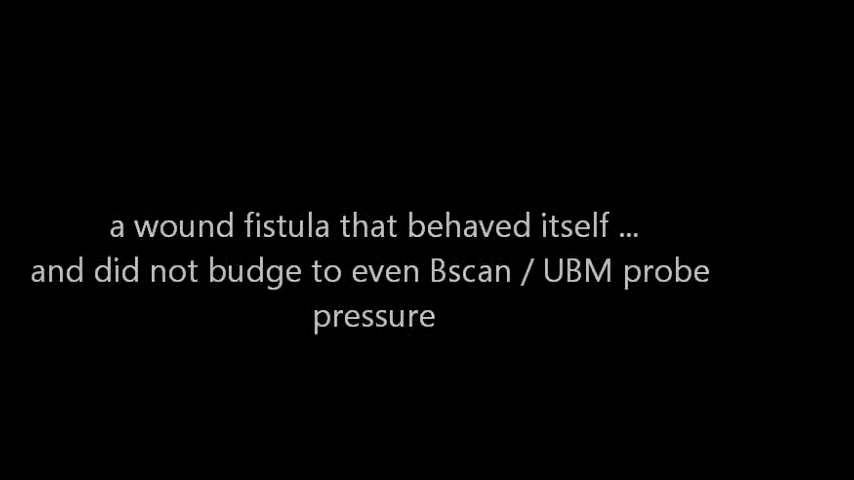 a wound fistula that behaved itself ...
and did not budge to even Bscan / UBM probe
pressure